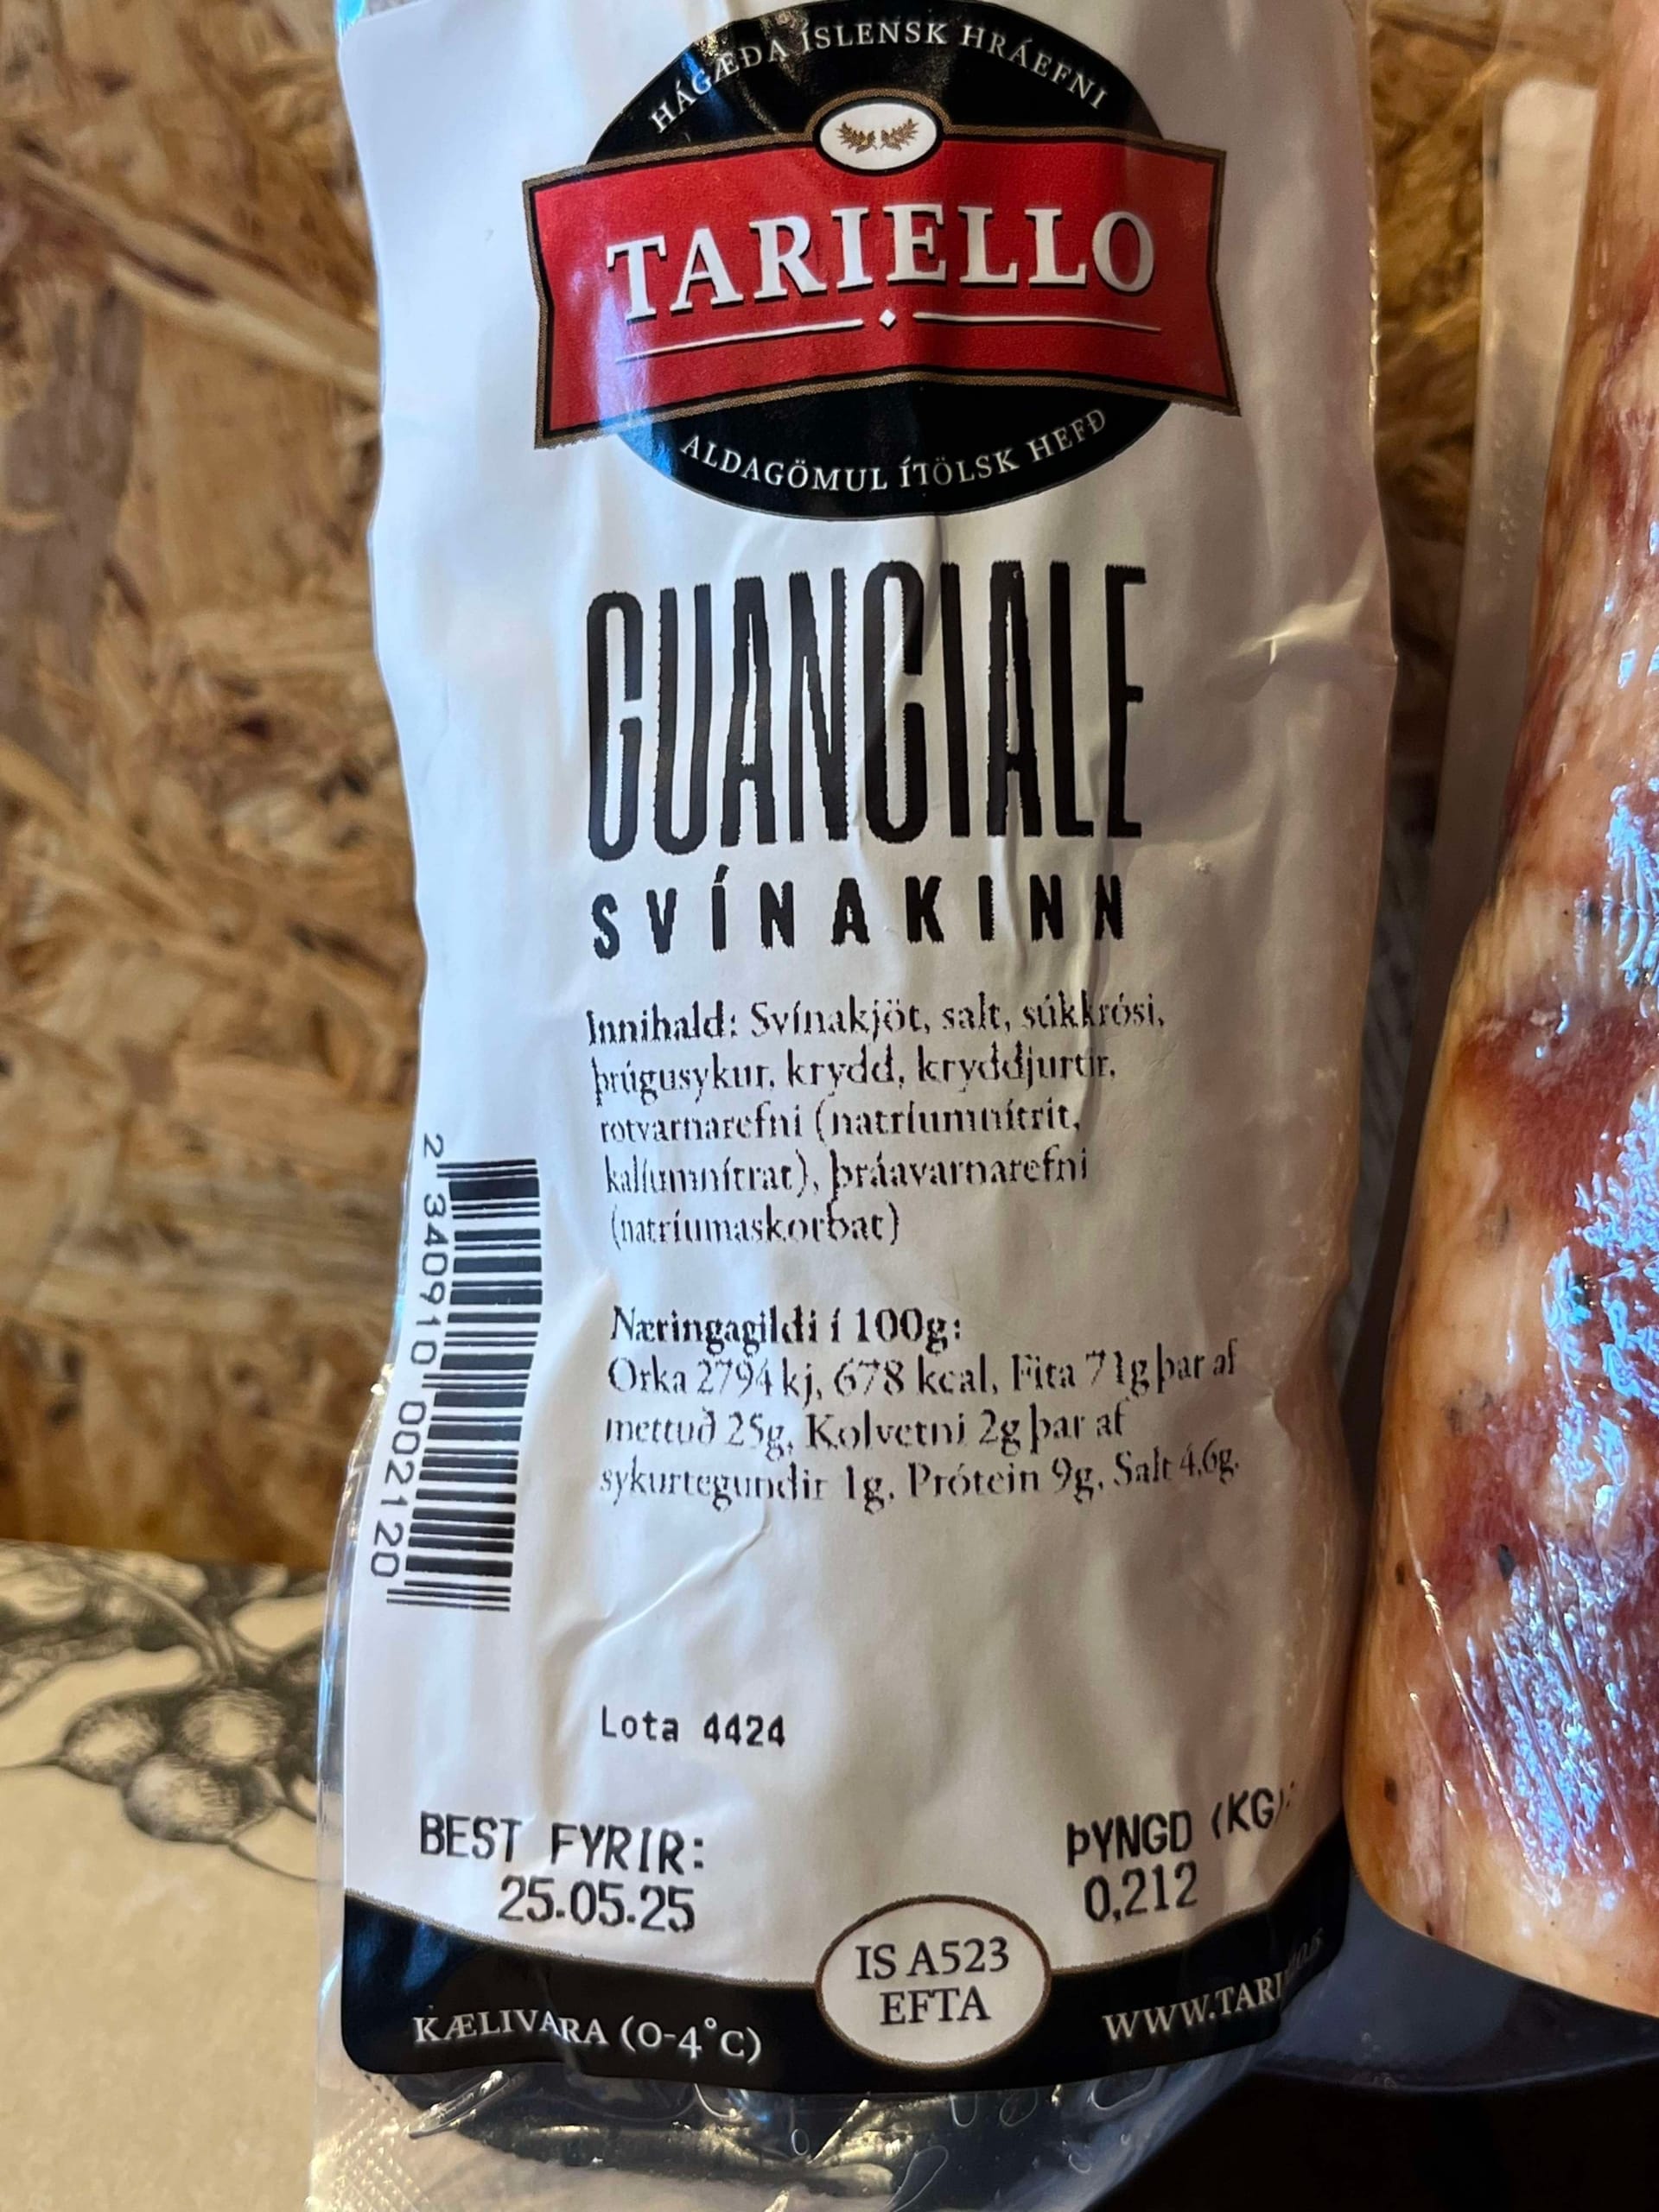 HÁGÆÐA ÍSLENSK HRÁEFNI
TARIELLO
ALDAGÖMUL ÍTÖLSK HEFÐ
GUANCIALE
SVÍNAKINN
Innihald: Svínakjöt, salt, súkkrósi,
þrúgusykur, krydd, kryddjurtir,
rotvarnarefni (natríumnítrit,
kalíumnítrat), þráavarnarefni
(natríumaskorbat)
Næringagildi í 100g:
Orka 2794 kj, 678 kcal, Fita 71g þar af
mettuð 25g, Kolvetni 2g þar af
sykurtegundir 1g, Prótein 9g, Salt 4,6g.
2 340910 002120
Lota 4424
BEST FYRIR:
25.05.25
ÞYNGD (KG):
0,212
IS A523
EFTA
KÆLIVARA (0-4°C)